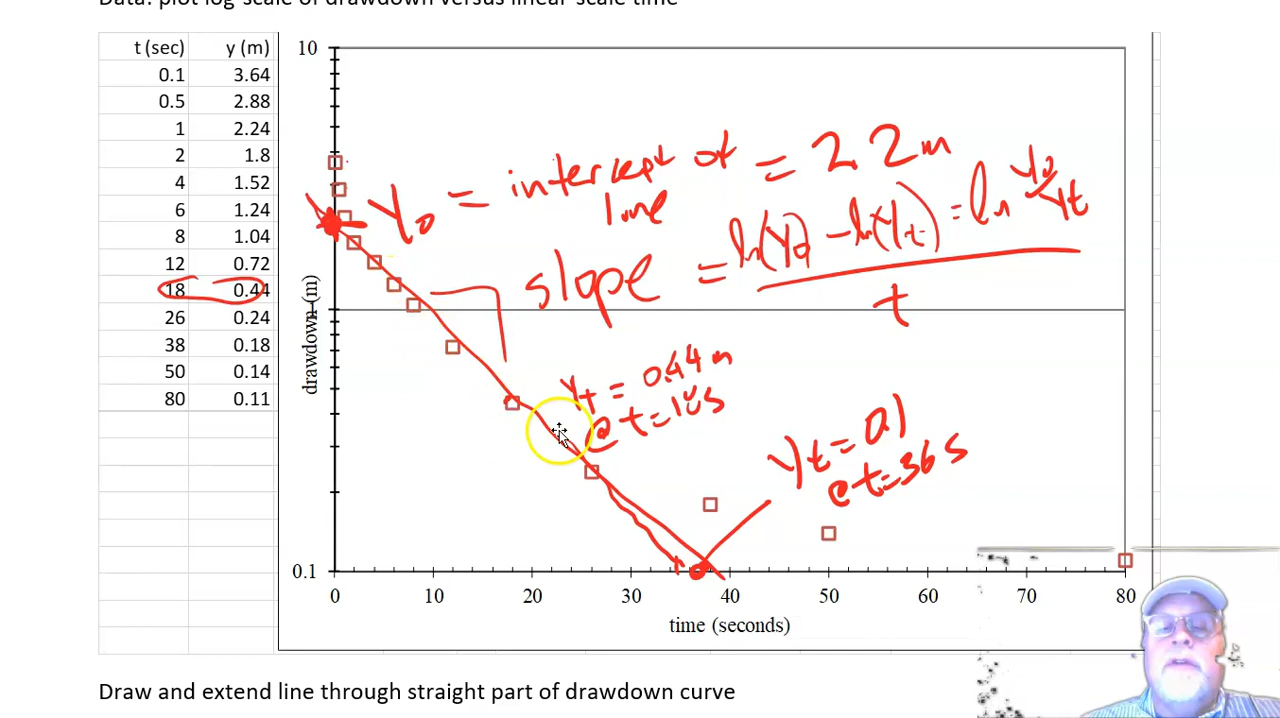 Data: plot log scale of drawdown versus linear scale time
t (sec) y (m)
0.1 3.64
0.5 2.88
1 2.24
2 1.8
4 1.52
6 1.24
8 1.04
12 0.72
18 0.44
26 0.24
38 0.18
50 0.14
80 0.11
10
0.1
drawdown (m)
0 10 20 30 40 50 60 70 80
time (seconds)
y0 = intercept of line = 2.2 m
slope = ln(y0) - ln(yt) = ln y0/yt
t
yt = 0.44 m
@ t=18s
yt = 0.1
@ t=36 s
Draw and extend line through straight part of drawdown curve